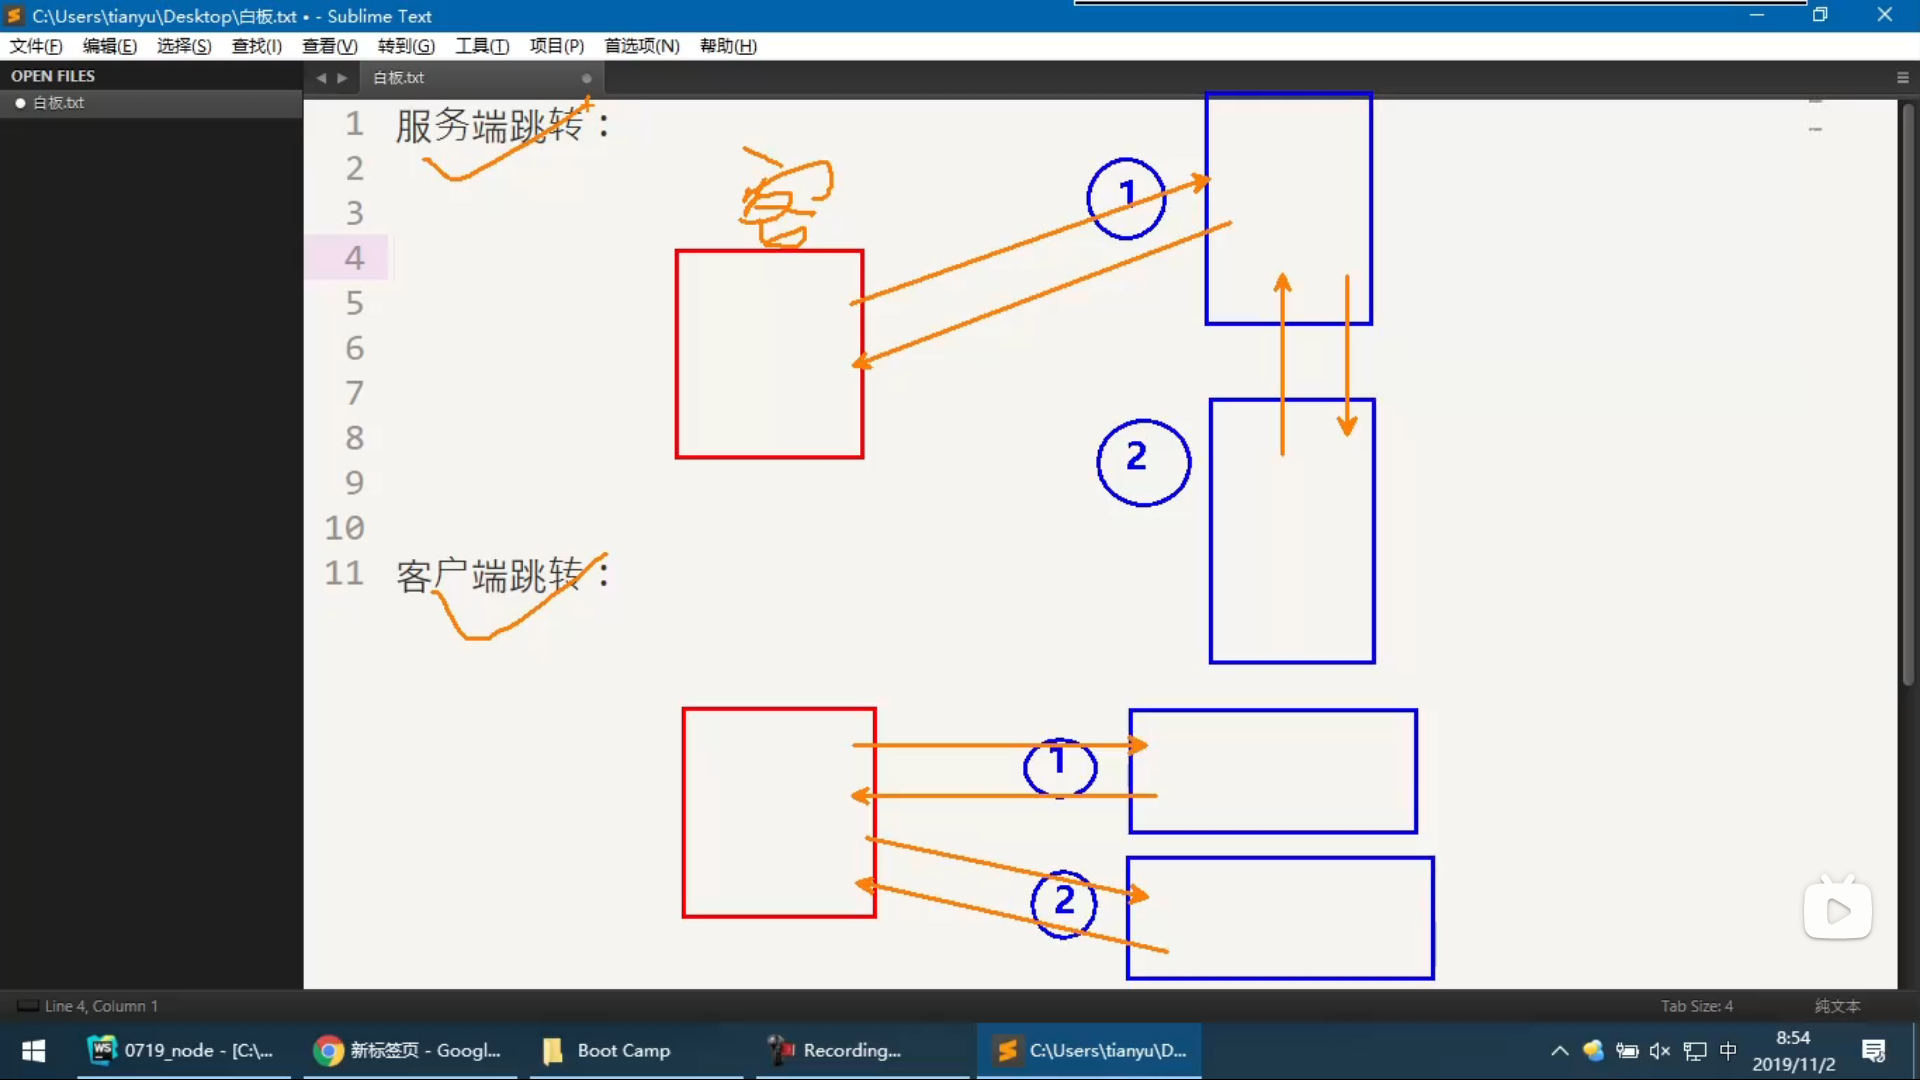 C:\Users\tianyu\Desktop\白板.txt • - Sublime Text
文件(F) 编辑(E) 选择(S) 查找(I) 查看(V) 转到(G) 工具(T) 项目(P) 首选项(N) 帮助(H)
OPEN FILES
白板.txt
白板.txt
1 服务端跳转：
2
3
4
5
6
7
8
9
10
11 客户端跳转：
客
1
2
1
2
Line 4, Column 1
Tab Size: 4
纯文本
0719_node - [C:\...
新标签页 - Googl...
Boot Camp
Recording...
C:\Users\tianyu\D...
中
8:54
2019/11/2